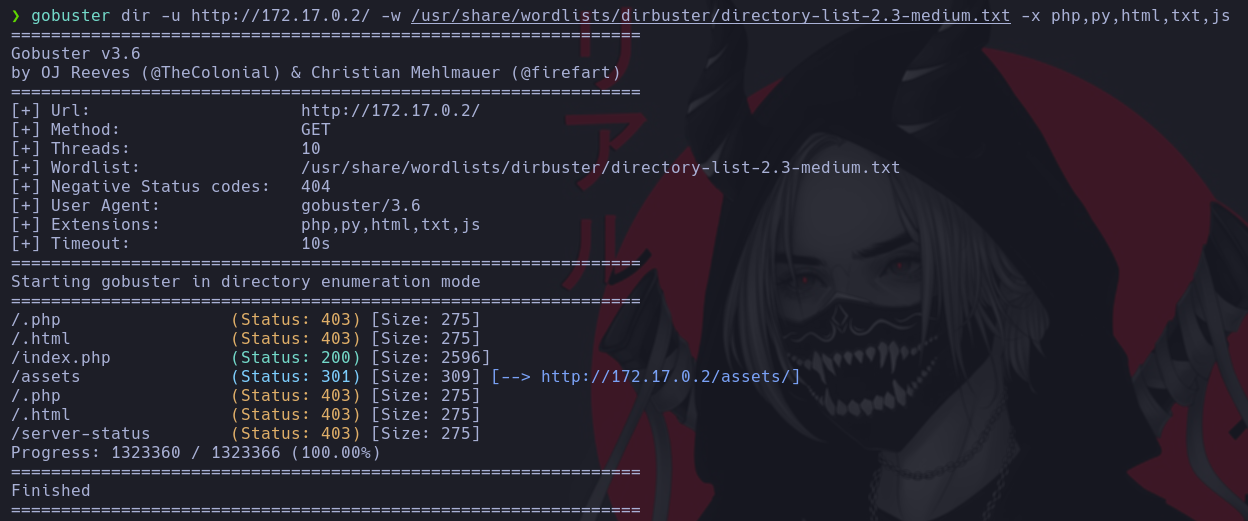 ❯ gobuster dir -u http://172.17.0.2/ -w /usr/share/wordlists/dirbuster/directory-list-2.3-medium.txt -x php,py,html,txt,js
===============================================================
Gobuster v3.6
by OJ Reeves (@TheColonial) & Christian Mehlmauer (@firefart)
===============================================================
[+] Url:                     http://172.17.0.2/
[+] Method:                  GET
[+] Threads:                 10
[+] Wordlist:                /usr/share/wordlists/dirbuster/directory-list-2.3-medium.txt
[+] Negative Status codes:   404
[+] User Agent:              gobuster/3.6
[+] Extensions:              php,py,html,txt,js
[+] Timeout:                 10s
===============================================================
Starting gobuster in directory enumeration mode
===============================================================
/.php                 (Status: 403) [Size: 275]
/.html                (Status: 403) [Size: 275]
/index.php            (Status: 200) [Size: 2596]
/assets               (Status: 301) [Size: 309] [--> http://172.17.0.2/assets/]
/.php                 (Status: 403) [Size: 275]
/.html                (Status: 403) [Size: 275]
/server-status        (Status: 403) [Size: 275]
Progress: 1323360 / 1323366 (100.00%)
===============================================================
Finished
===============================================================
リアル